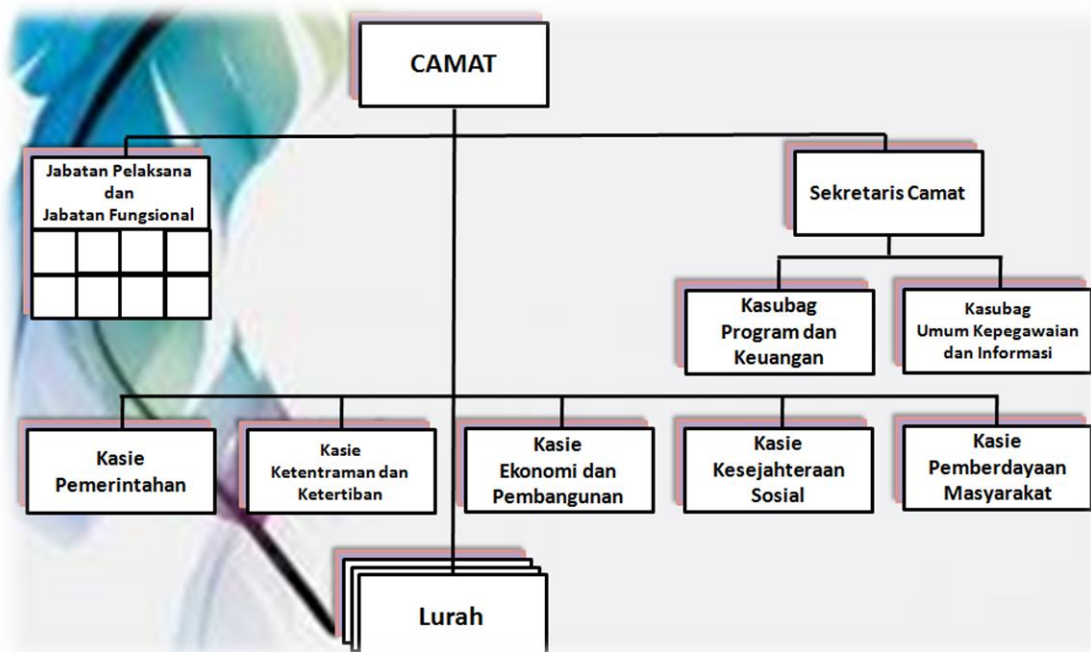 CAMAT
Jabatan Pelaksana
dan
Jabatan Fungsional
Sekretaris Camat
Kasubag
Program dan
Keuangan
Kasubag
Umum Kepegawaian
dan Informasi
Kasie
Pemerintahan
Kasie
Ketentraman dan
Ketertiban
Kasie
Ekonomi dan
Pembangunan
Kasie
Kesejahteraan
Sosial
Kasie
Pemberdayaan
Masyarakat
Lurah